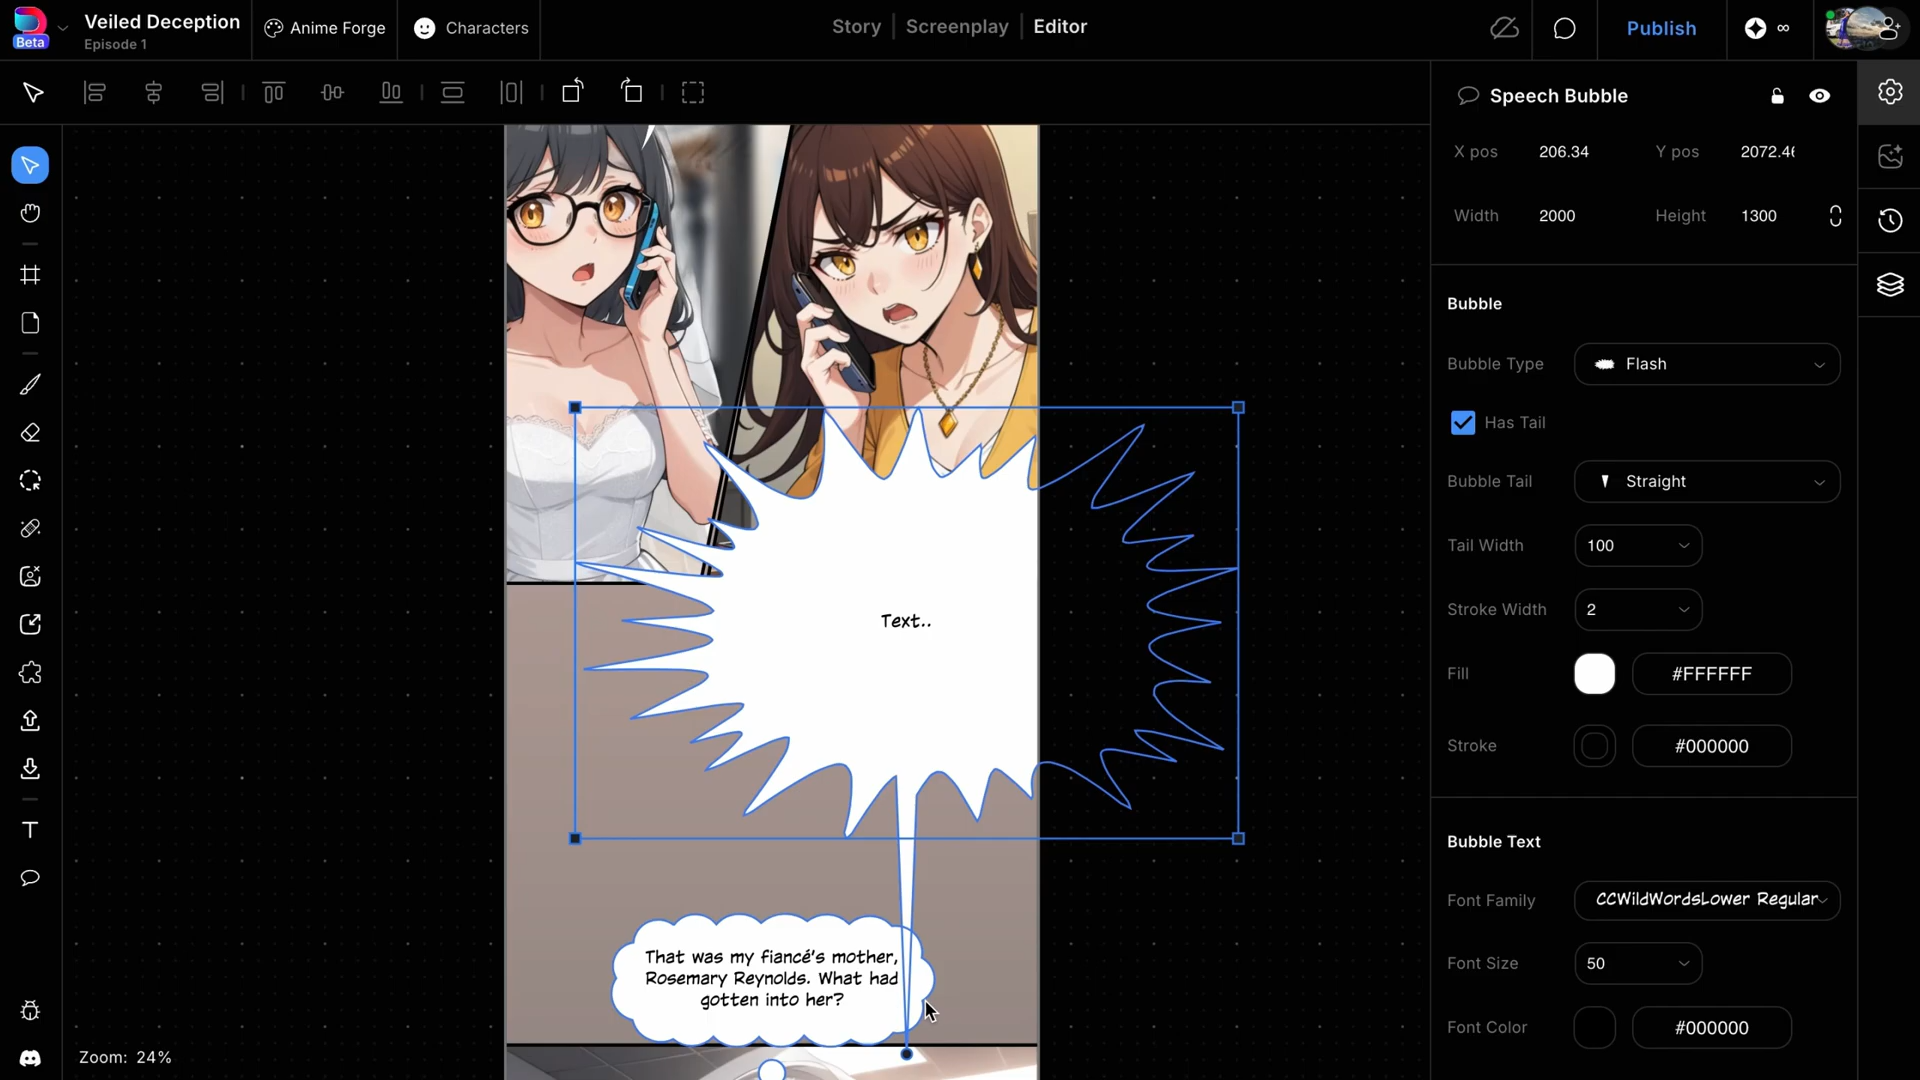 Beta
Veiled Deception
Episode 1
Anime Forge
Characters
Story
Screenplay
Editor
Publish
∞
Speech Bubble
X pos 206.34 Y pos 2072.46
Width 2000 Height 1300
Bubble
Bubble Type Flash
Has Tail
Bubble Tail Straight
Tail Width 100
Stroke Width 2
Fill #FFFFFF
Stroke #000000
Bubble Text
Font Family CCWildWordsLower Regular
Font Size 50
Font Color #000000
Text..
That was my fiancé's mother,
Rosemary Reynolds. What had
gotten into her?
Zoom: 24%